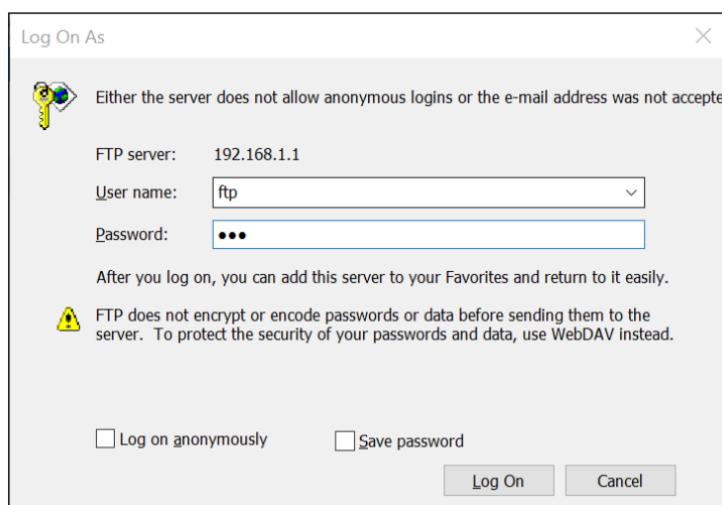 Log On As
Either the server does not allow anonymous logins or the e-mail address was not accepte
FTP server: 192.168.1.1
User name: ftp
Password: •••
After you log on, you can add this server to your Favorites and return to it easily.
FTP does not encrypt or encode passwords or data before sending them to the
server. To protect the security of your passwords and data, use WebDAV instead.
Log on anonymously Save password
Log On Cancel